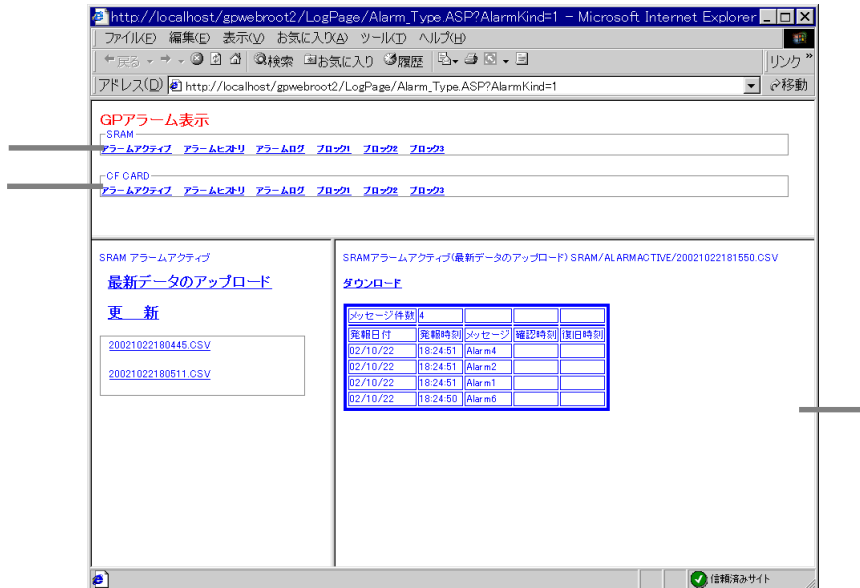 http://localhost/gpwebroot2/LogPage/Alarm_Type.ASP?AlarmKind=1 - Microsoft Internet Explorer
ファイル(F) 編集(E) 表示(V) お気に入り(A) ツール(T) ヘルプ(H)
戻る 検索 お気に入り 履歴 リンク »
アドレス(D) http://localhost/gpwebroot2/LogPage/Alarm_Type.ASP?AlarmKind=1 移動
GPアラーム表示
SRAM
アラームアクティブ アラームヒストリ アラームログ ブロック1 ブロック2 ブロック3
CF CARD
アラームアクティブ アラームヒストリ アラームログ ブロック1 ブロック2 ブロック3
SRAM アラームアクティブ
最新データのアップロード
更 新
20021022180445.CSV
20021022180511.CSV
SRAMアラームアクティブ(最新データのアップロード) SRAM/ALARMACTIVE/20021022181550.CSV
ダウンロード
メッセージ件数 4
発報日付 発報時刻 メッセージ 確認時刻 復旧時刻
02/10/22 18:24:51 Alarm4
02/10/22 18:24:51 Alarm2
02/10/22 18:24:51 Alarm1
02/10/22 18:24:50 Alarm6
信頼済みサイト